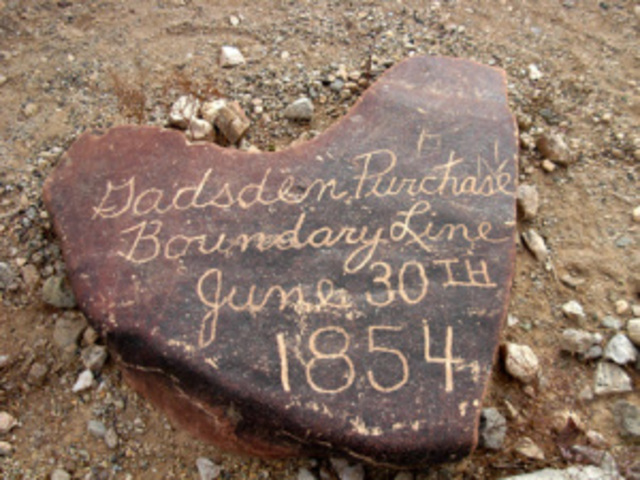 Gadsden Purchase
Boundary Line
June 30TH
1854